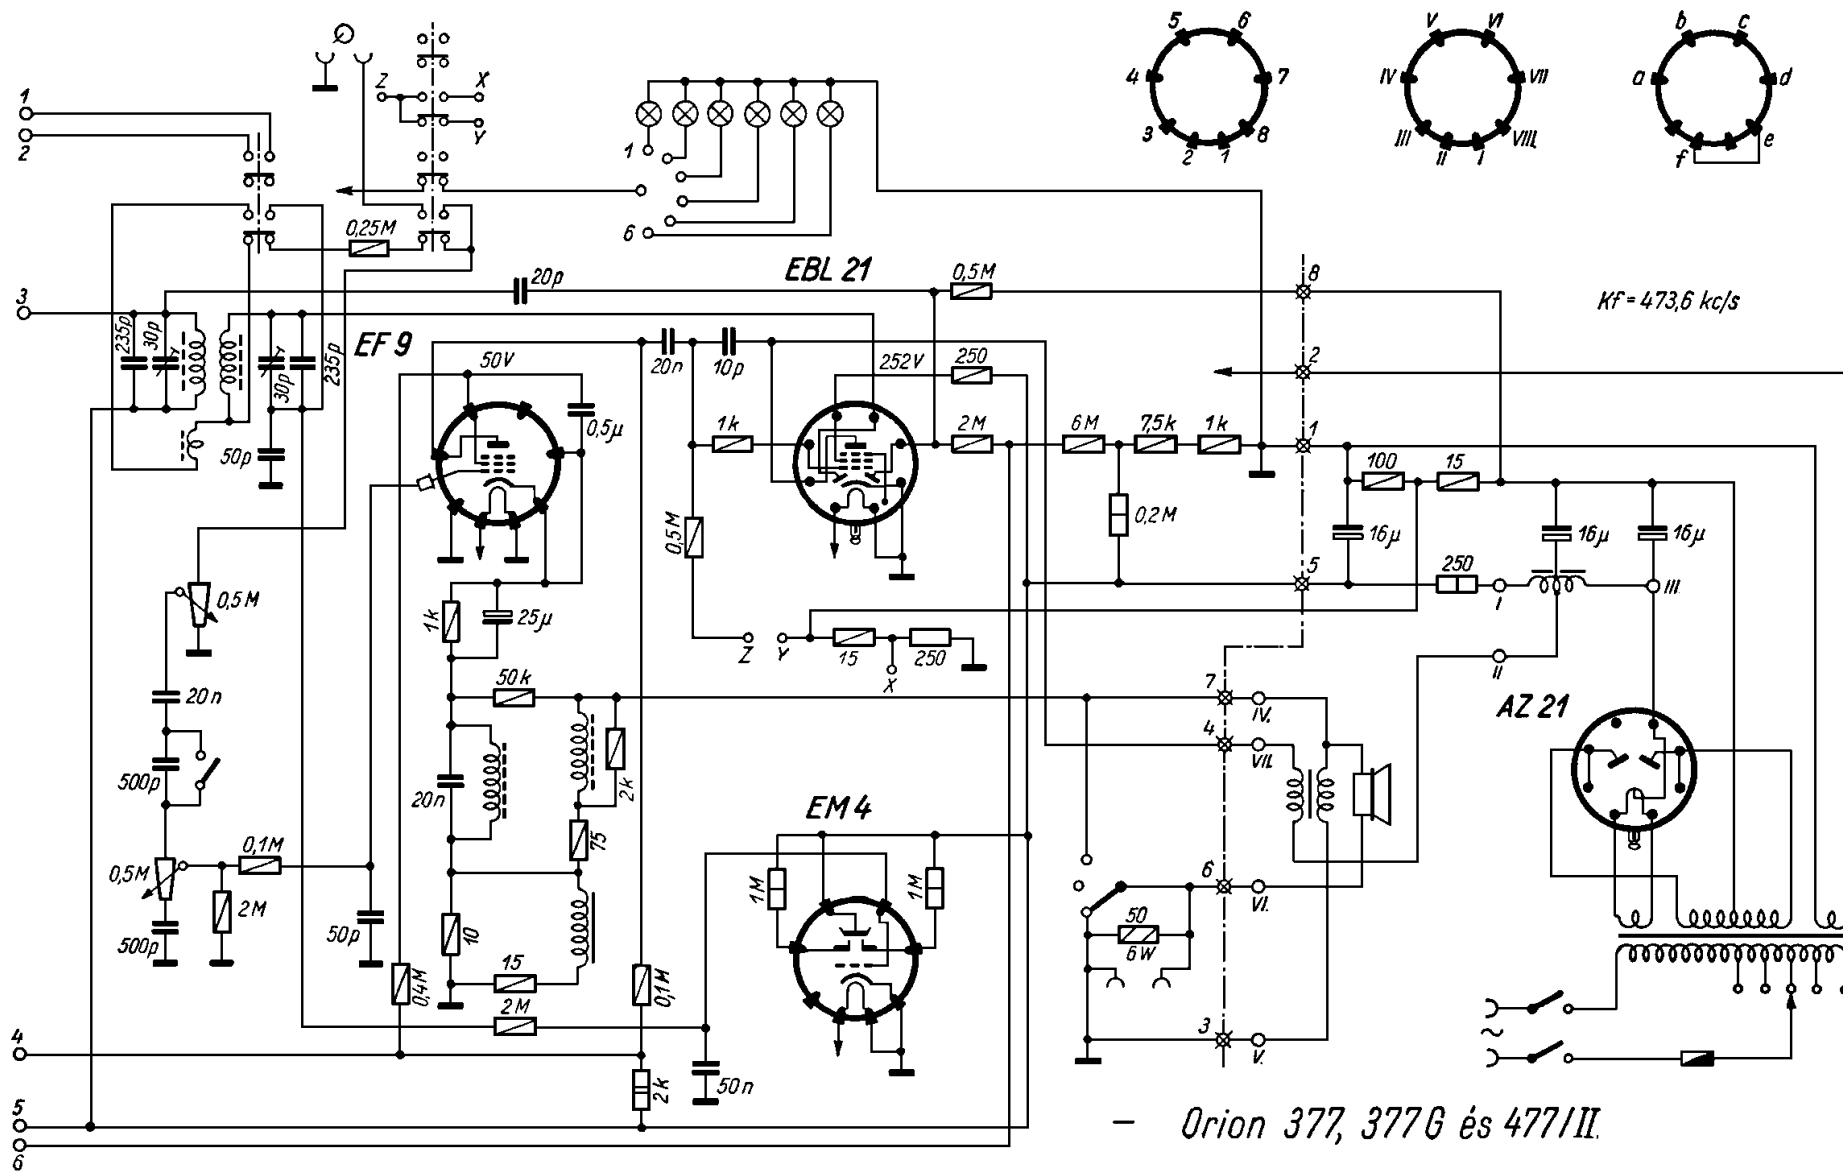 5 6
4 7
3 8
2 1
V VI
IV VII
III VIII.
II I
b c
a d
f e
1
2
Z X
Y
1
6
0,25M
3
20p
EBL 21
0,5M
8
Kf = 473,6 kc/s
235p
30p
30p
235p
EF 9
50V
20n
10p
252V
250
2
50p
0,5μ
1k
2M
6M
7,5k
1k
1
100
15
0,5M
0,2M
16μ
16μ
16μ
5
250
I
III
0,5M
1k
25μ
Z
Y
15
250
X
II
20n
50k
7
IV.
AZ 21
4
VII.
500p
20n
2k
75
EM 4
0,5M
0,1M
1M
1M
2M
6
VI.
50
6W
500p
50p
10
15
0,4M
2M
0,1M
3
V.
~
4
2k
50n
5
6
– Orion 377, 377G és 477/II.